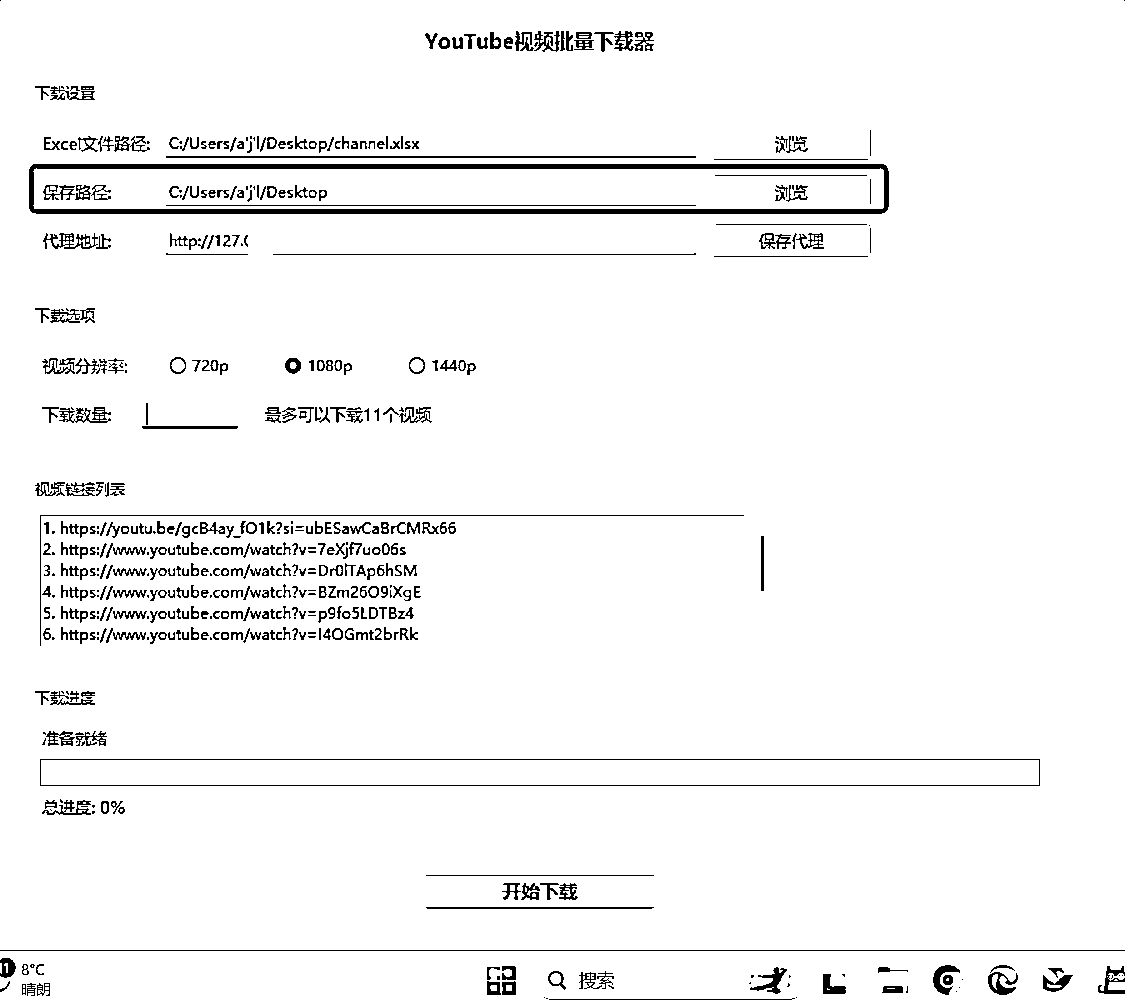 YouTube视频批量下载器
下载设置
Excel文件路径: C:/Users/a'j'l/Desktop/channel.xlsx 浏览
保存路径: C:/Users/a'j'l/Desktop 浏览
代理地址: http://127. 保存代理
下载选项
视频分辨率: 720p 1080p 1440p
下载数量: 最多可以下载11个视频
视频链接列表
1. https://youtu.be/gcB4ay_fO1k?si=ubESawCaBrCMRx66
2. https://www.youtube.com/watch?v=7eXjf7uo06s
3. https://www.youtube.com/watch?v=Dr0iTAp6hSM
4. https://www.youtube.com/watch?v=BZm26O9iXgE
5. https://www.youtube.com/watch?v=p9fo5LDTBz4
6. https://www.youtube.com/watch?v=I4OGmt2brRk
下载进度
准备就绪
总进度: 0%
开始下载
8°C
晴朗
搜索